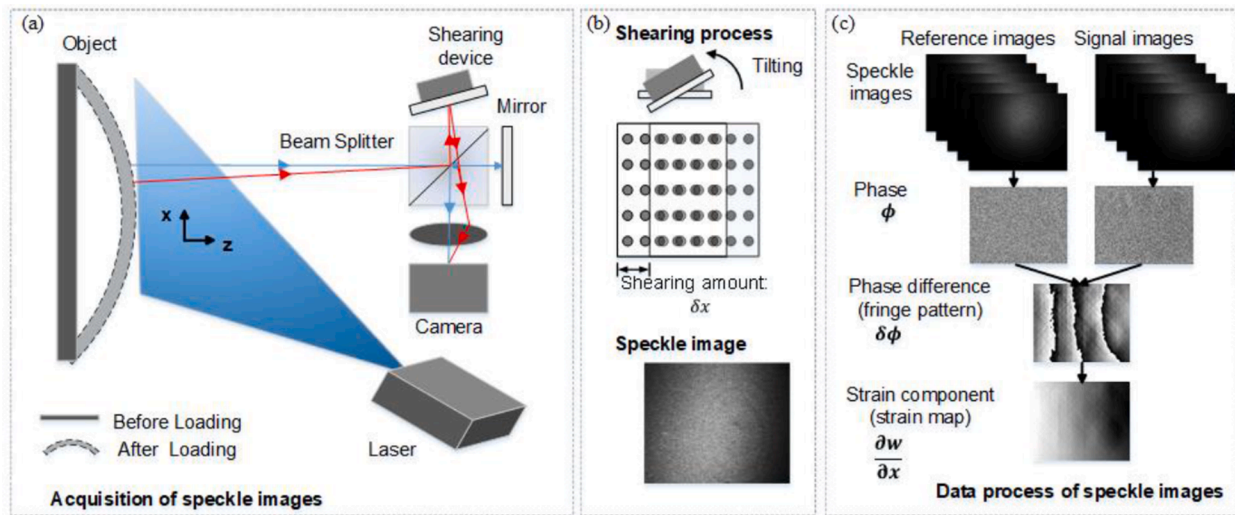 (a)
Object
Shearing
device
Mirror
Beam Splitter
x
z
Camera
Before Loading
After Loading
Laser
Acquisition of speckle images
(b)
Shearing process
Tilting
Shearing amount:
δx
Speckle image
(c)
Reference images
Signal images
Speckle
images
Phase
ϕ
Phase difference
(fringe pattern)
δϕ
Strain component
(strain map)
∂w
∂x
Data process of speckle images